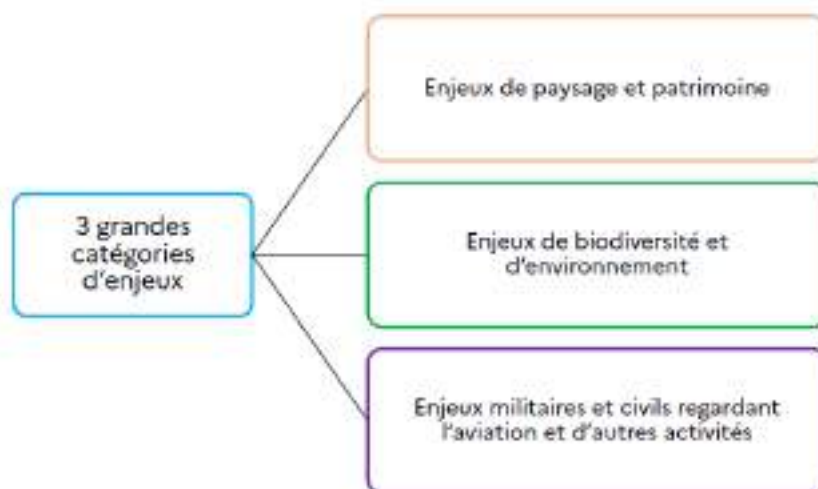 3 grandes
catégories
d'enjeux
Enjeux de paysage et patrimoine
Enjeux de biodiversité et
d'environnement
Enjeux militaires et civils regardant
l'aviation et d'autres activités